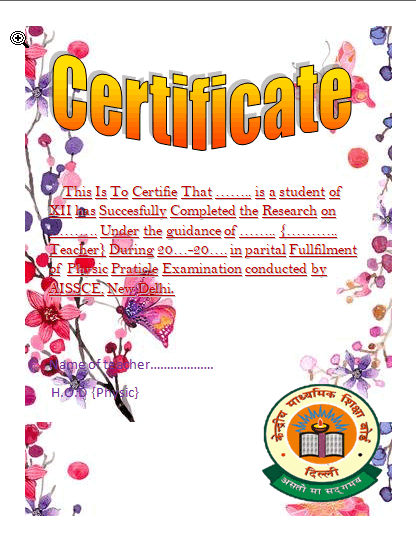 Certificate
This Is To Certifie That …….. is a student of
XII has Succesfully Completed the Research on
………… Under the guidance of …….. {……….
Teacher} During 20…-20…. in parital Fullfilment
of Physic Praticle Examination conducted by
AISSCE, New Delhi.
Name of teacher………………..
H.O.D {Physic}
केन्द्रीय माध्यमिक शिक्षा बोर्ड
दिल्ली
असतो मा सद्गमय